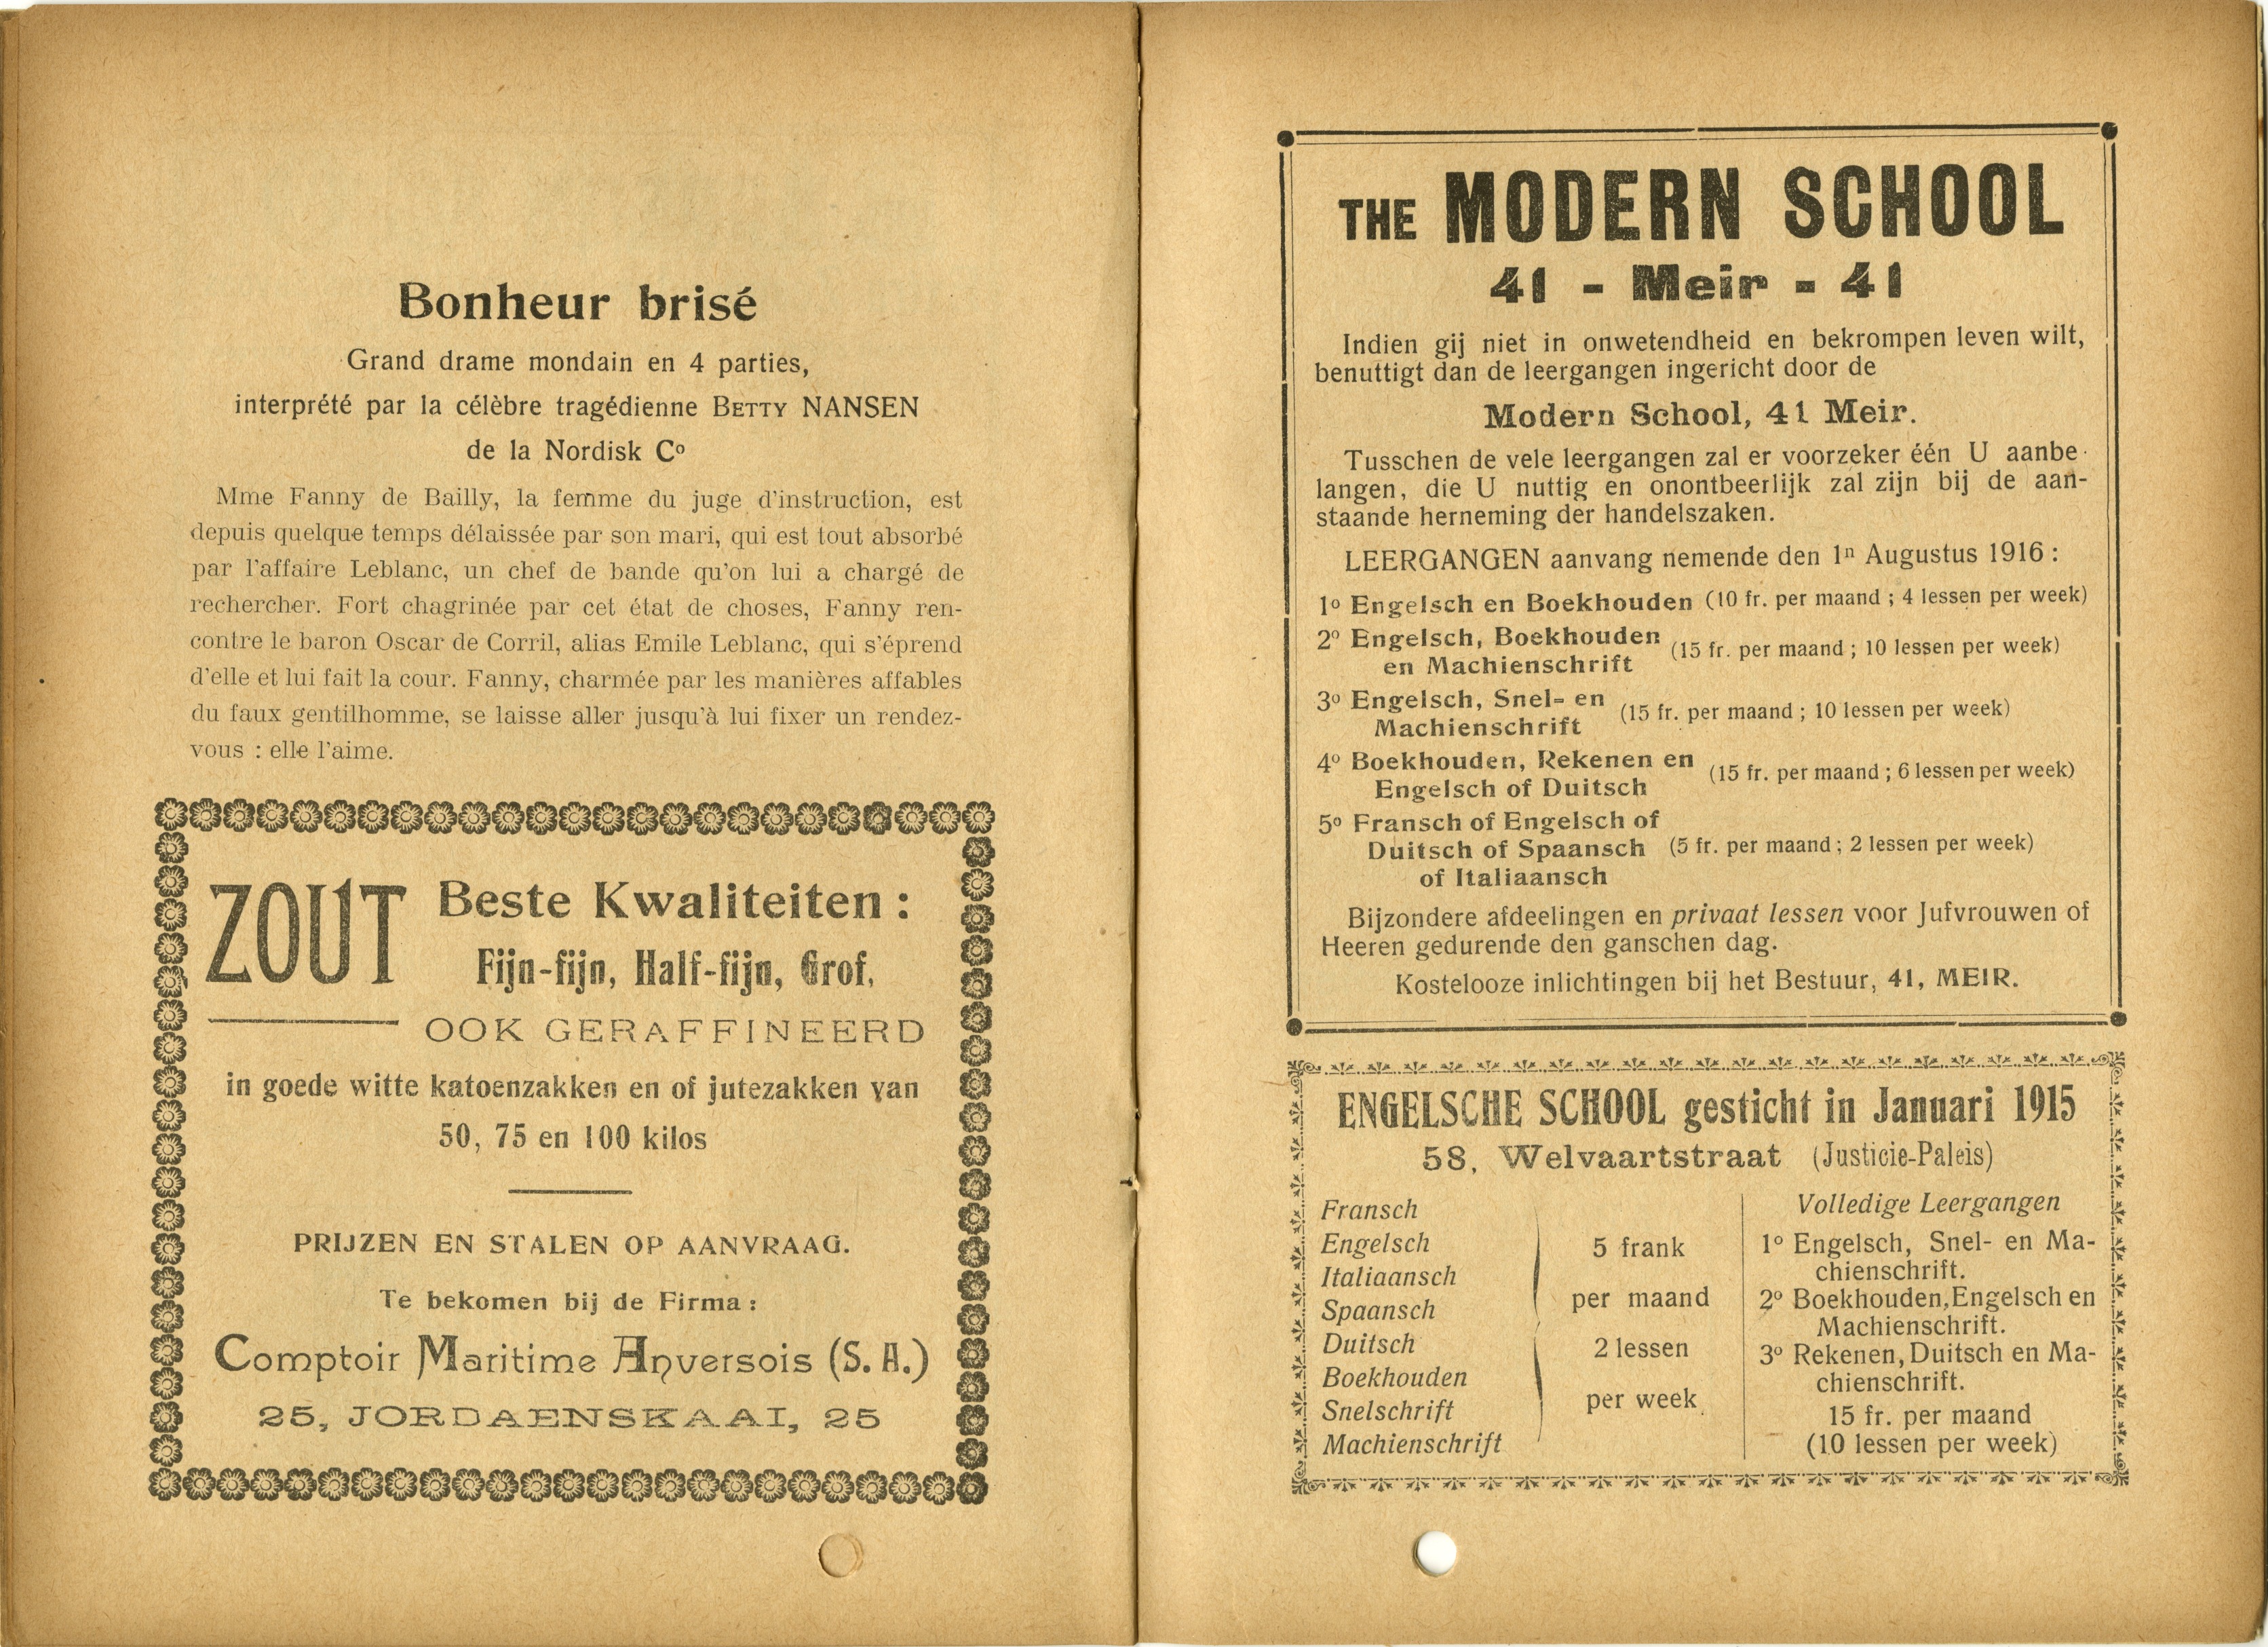 Bonheur brisé
Grand drame mondain en 4 parties,
interprété par la célèbre tragédienne BETTY NANSEN
de la Nordisk Cº
Mme Fanny de Bailly, la femme du juge d'instruction, est
depuis quelque temps délaissée par son mari, qui est tout absorbé
par l'affaire Leblanc, un chef de bande qu'on lui a chargé de
rechercher. Fort chagrinée par cet état de choses, Fanny ren-
contre le baron Oscar de Corril, alias Emile Leblanc, qui s'éprend
d'elle et lui fait la cour. Fanny, charmée par les manières affables
du faux gentilhomme, se laisse aller jusqu'à lui fixer un rendez-
vous : elle l'aime.
ZOUT Beste Kwaliteiten :
Fijn-fijn, Half-fijn, Grof,
OOK GERAFFINEERD
in goede witte katoenzakken en of jutezakken van
50, 75 en 100 kilos
PRIJZEN EN STALEN OP AANVRAAG.
Te bekomen bij de Firma :
Comptoir Maritime Anversois (S. A.)
25, JORDAENSKAAI, 25
THE MODERN SCHOOL
41 - Meir - 41
Indien gij niet in onwetendheid en bekrompen leven wilt,
benuttigt dan de leergangen ingericht door de
Modern School, 41 Meir.
Tusschen de vele leergangen zal er voorzeker één U aanbe-
langen, die U nuttig en onontbeerlijk zal zijn bij de aan-
staande herneming der handelszaken.
LEERGANGEN aanvang nemende den 1n Augustus 1916 :
1º Engelsch en Boekhouden (10 fr. per maand ; 4 lessen per week)
2º Engelsch, Boekhouden
en Machienschrift (15 fr. per maand ; 10 lessen per week)
3º Engelsch, Snel- en
Machienschrift (15 fr. per maand ; 10 lessen per week)
4º Boekhouden, Rekenen en
Engelsch of Duitsch (15 fr. per maand ; 6 lessen per week)
5º Fransch of Engelsch of
Duitsch of Spaansch (5 fr. per maand ; 2 lessen per week)
of Italiaansch
Bijzondere afdeelingen en privaat lessen voor Jufvrouwen of
Heeren gedurende den ganschen dag.
Kostelooze inlichtingen bij het Bestuur, 41, MEIR.
ENGELSCHE SCHOOL gesticht in Januari 1915
58, Welvaartstraat (Justicie-Paleis)
Fransch
Engelsch
Italiaansch
Spaansch
Duitsch
Boekhouden
Snelschrift
Machienschrift
5 frank
per maand
2 lessen
per week
Volledige Leergangen
1º Engelsch, Snel- en Ma-
chienschrift.
2º Boekhouden, Engelsch en
Machienschrift.
3º Rekenen, Duitsch en Ma-
chienschrift.
15 fr. per maand
(10 lessen per week)